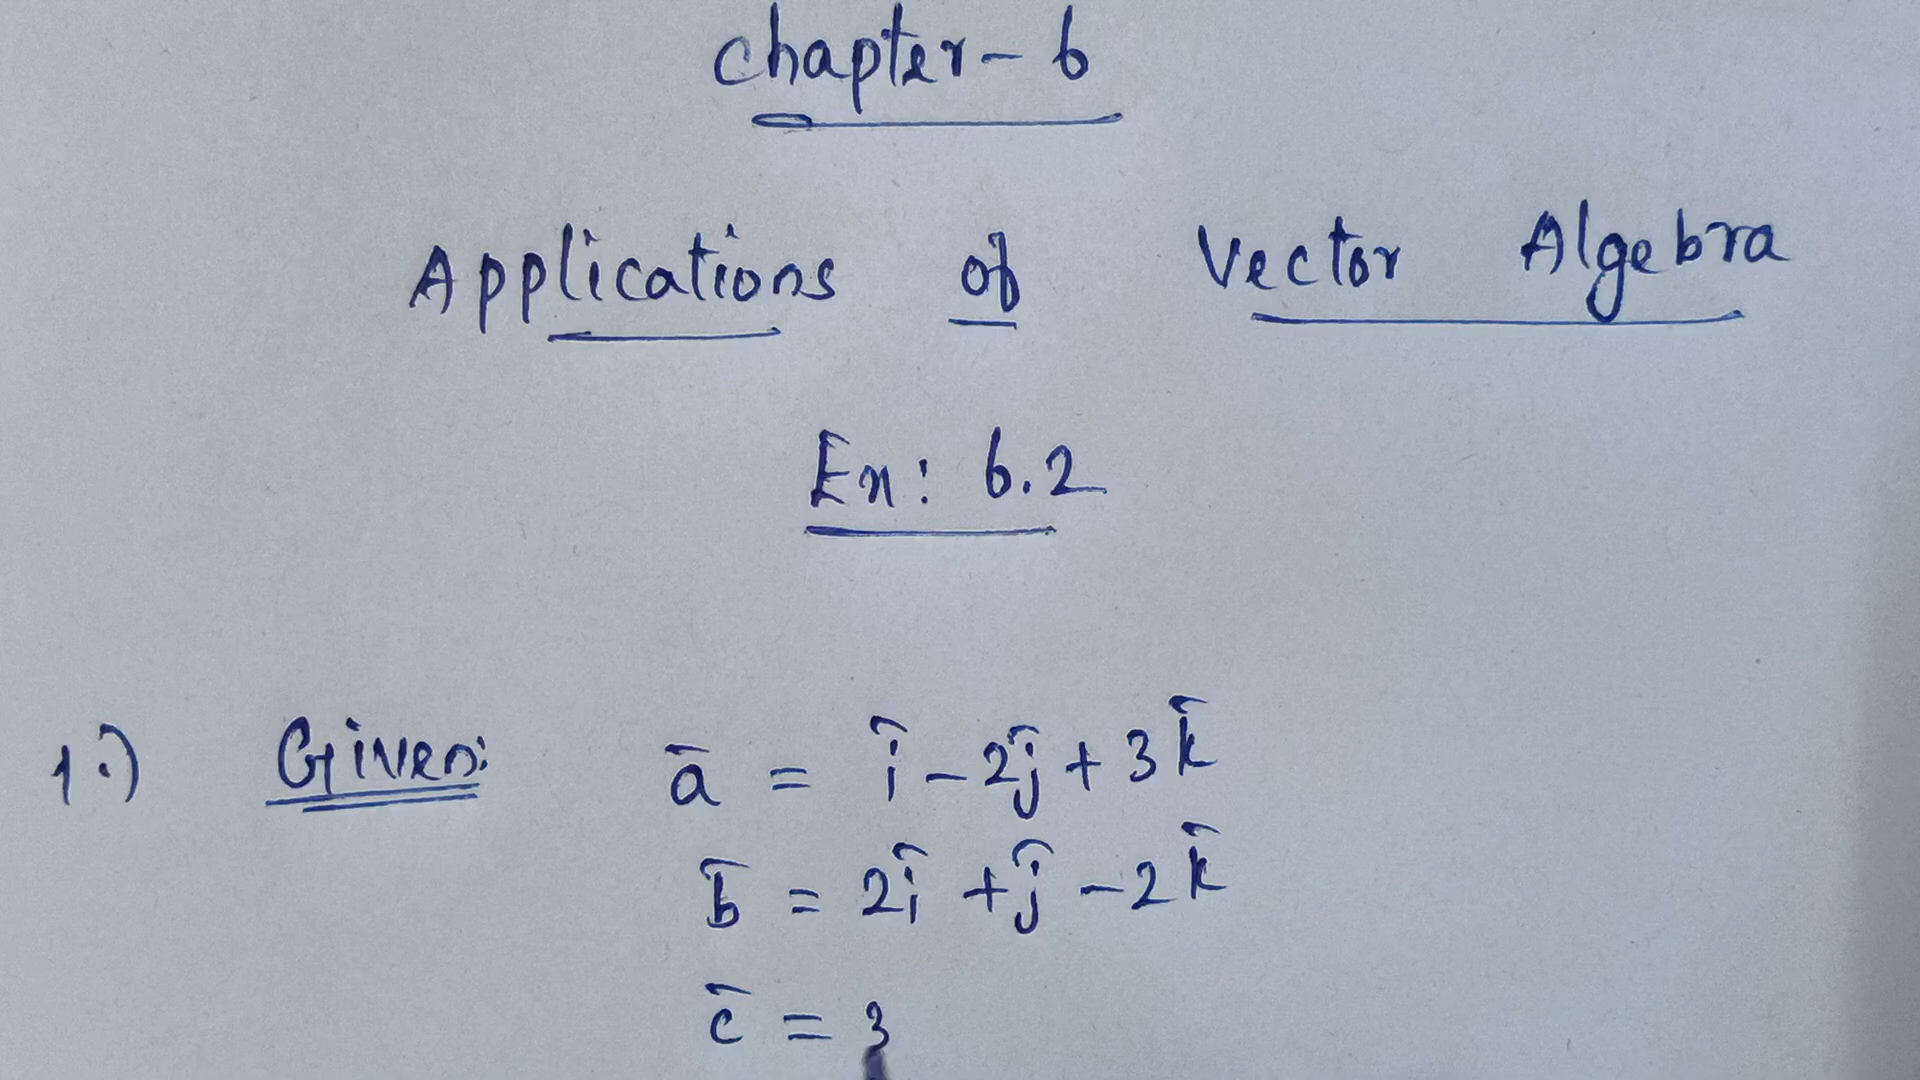 Chapter - 6
Applications of Vector Algebra
Ex: 6.2
1.) Given: a̅ = î - 2ĵ + 3k̂
b̅ = 2î + ĵ - 2k̂
c̅ = 3